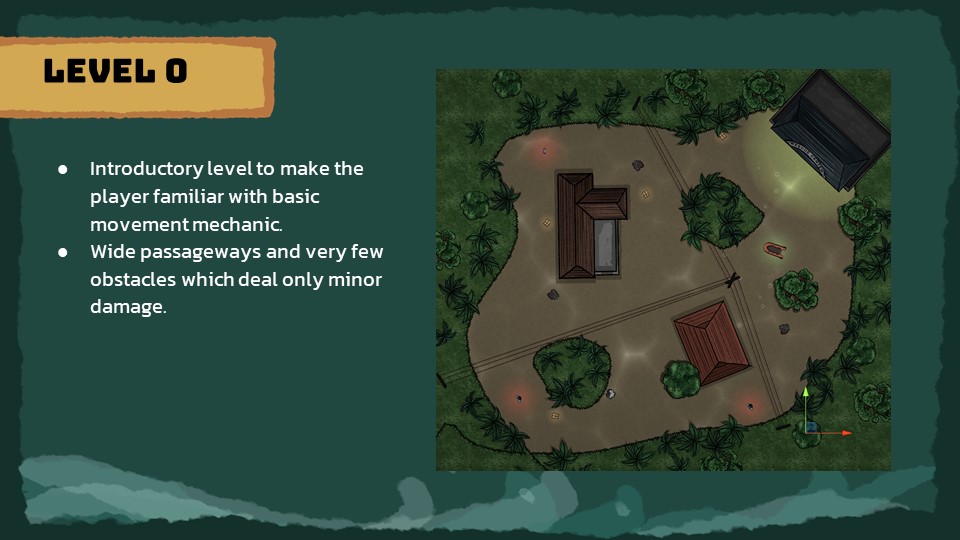 LEVEL 0
● Introductory level to make the
player familiar with basic
movement mechanic.
● Wide passageways and very few
obstacles which deal only minor
damage.